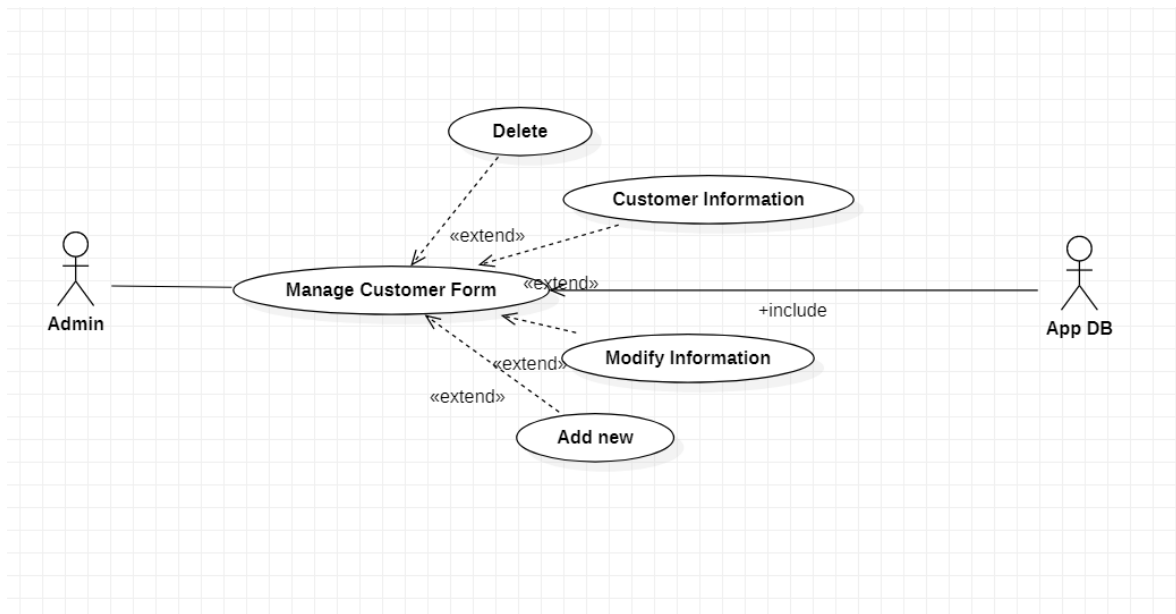 Delete
Customer Information
«extend»
Manage Customer Form
«extend»
+include
Admin
App DB
Modify Information
«extend»
«extend»
Add new